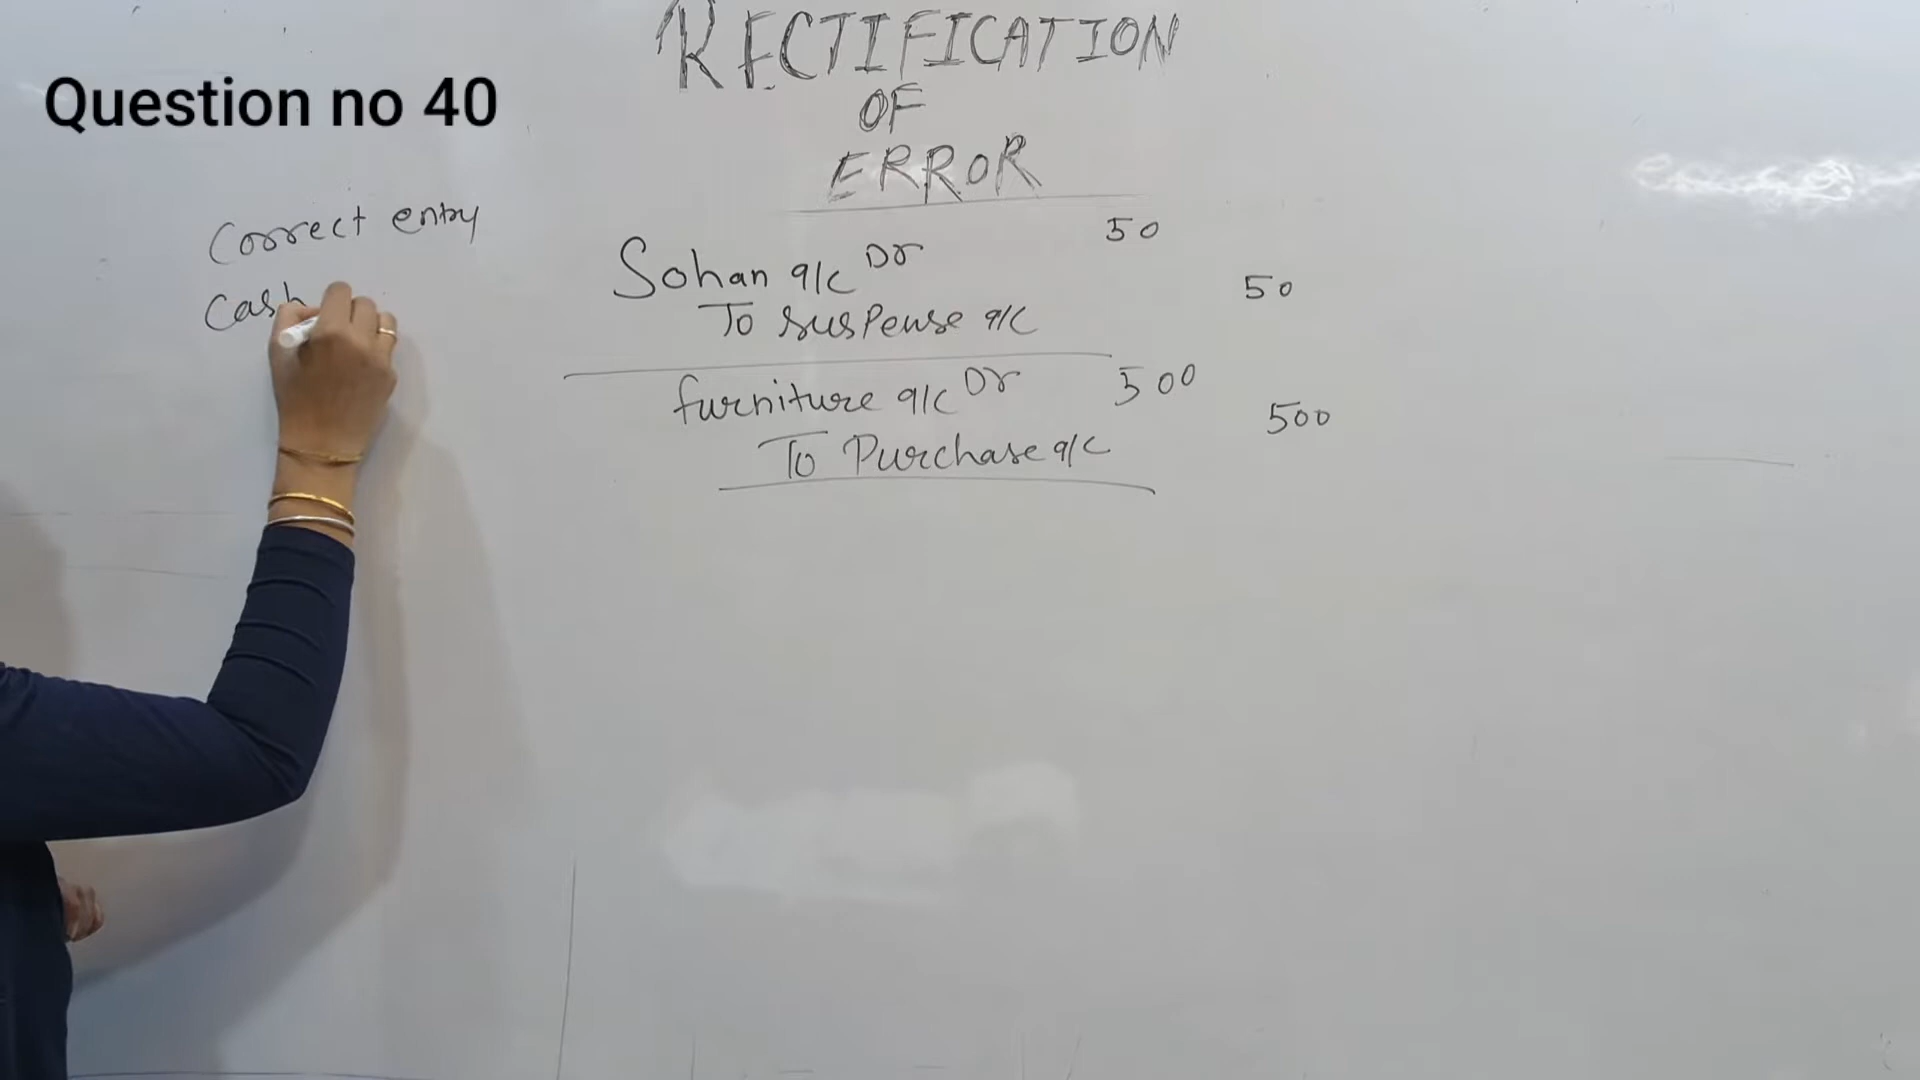 RECTIFICATION
OF
ERROR
Question no 40
Correct entry
Cash
Sohan a/c Dr 50
To suspense a/c 50
furniture a/c Dr 500
To Purchase a/c 500